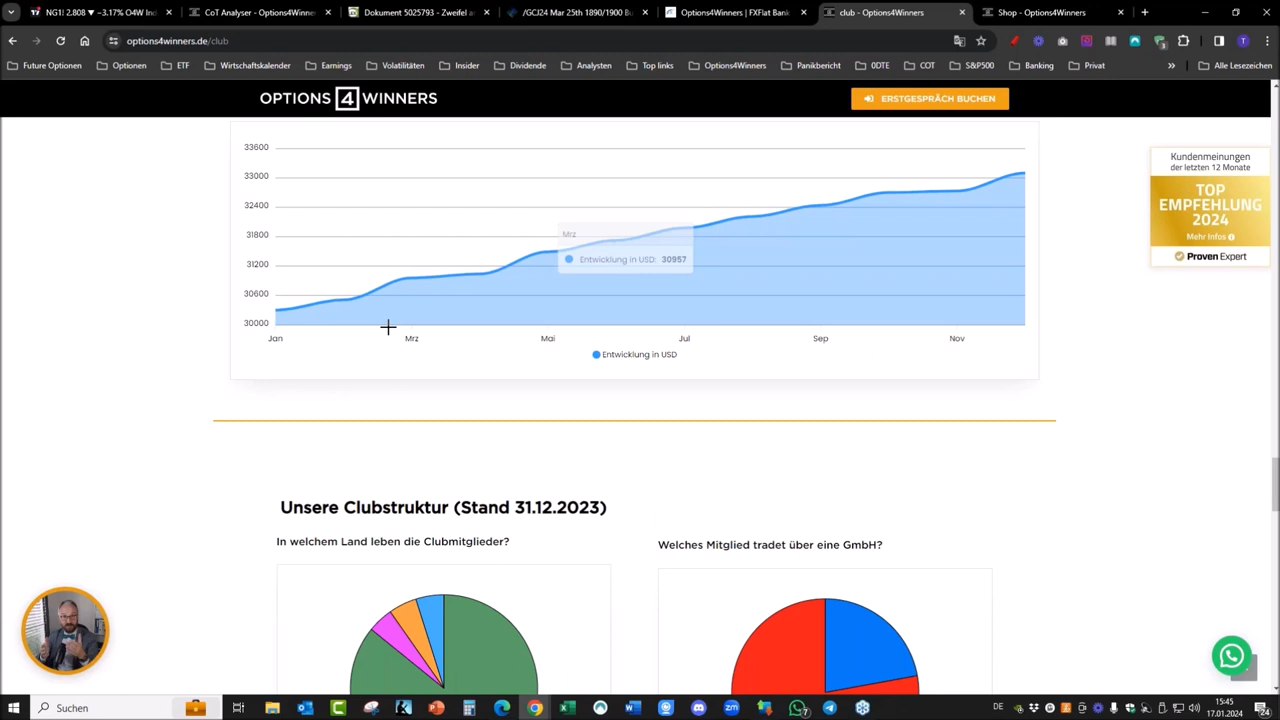 NG1! 2.808 ▼ −3.17% O4W Ind
CoT Analyser - Options4Winners
Dokument 5025793 - Zweifel a
/GCJ24 Mar 25th 1890/1900 Bu
Options4Winners | FXFlat Bank
club - Options4Winners
Shop - Options4Winners
options4winners.de/club
Future Optionen
Optionen
ETF
Wirtschaftskalender
Earnings
Volatilitäten
Insider
Dividende
Analysten
Top links
Options4Winners
Panikbericht
0DTE
COT
S&P500
Banking
Privat
»
Alle Lesezeichen
OPTIONS 4 WINNERS
ERSTGESPRÄCH BUCHEN
33600
33000
32400
31800
31200
30600
30000
Mrz
Entwicklung in USD: 30957
Jan
Mrz
Mai
Jul
Sep
Nov
Entwicklung in USD
Kundenmeinungen
der letzten 12 Monate
TOP
EMPFEHLUNG
2024
Mehr Infos
Proven Expert
Unsere Clubstruktur (Stand 31.12.2023)
In welchem Land leben die Clubmitglieder?
Welches Mitglied tradet über eine GmbH?
Suchen
DE
15:45
17.01.2024